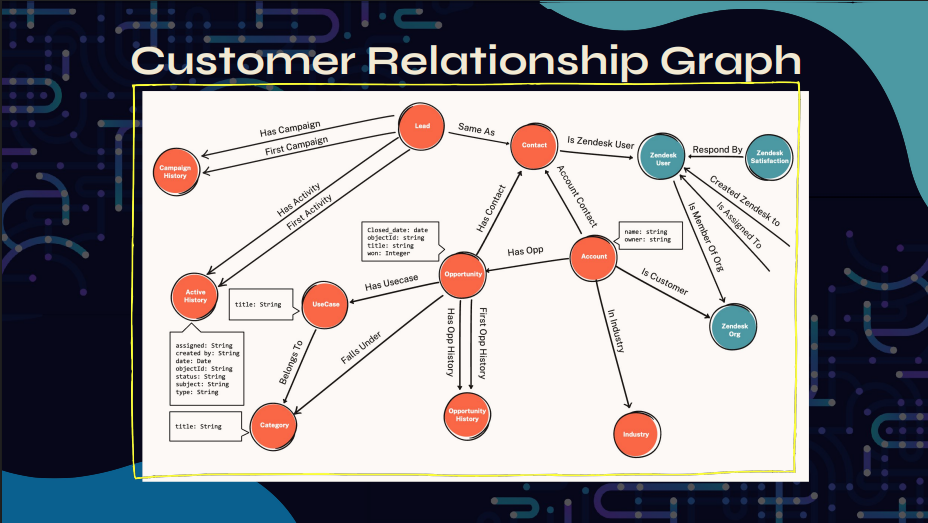 Customer Relationship Graph
Lead
Has Campaign
First Campaign
Same As
Contact
Is Zendesk User
Zendesk
User
Respond By
Zendesk
Satisfaction
Campaign
History
Has Activity
First Activity
Has Contact
Account Contact
Created Zendesk to
Is Assigned To
Is Member Of Org
Closed_date: date
objectId: string
title: string
won: Integer
name: string
owner: string
Account
Has Opp
Opportunity
Is Customer
Active
History
title: String
UseCase
Has Usecase
Falls Under
Belongs To
Has Opp History
First Opp History
In Industry
Zendesk
Org
assigned: String
created by: String
date: Date
objectId: String
status: String
subject: String
type: String
title: String
Category
Opportunity
History
Industry